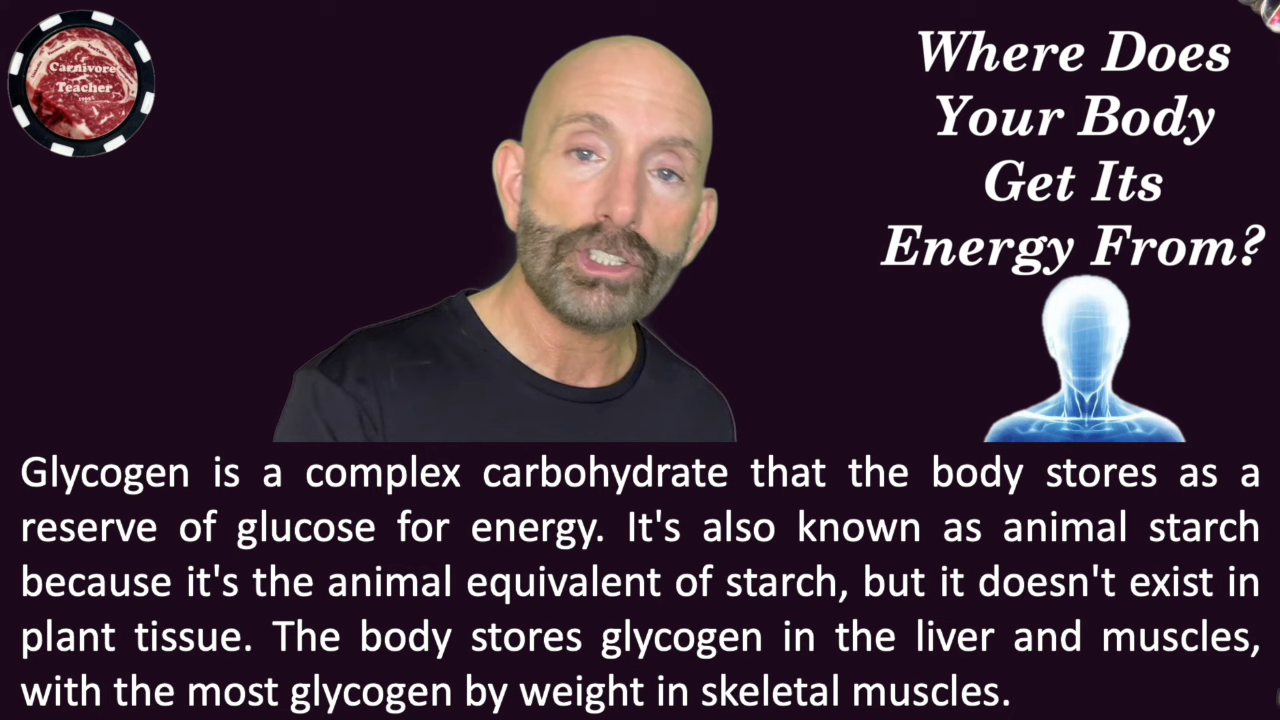 Carnivore
Teacher
Where Does
Your Body
Get Its
Energy From?
Glycogen is a complex carbohydrate that the body stores as a
reserve of glucose for energy. It's also known as animal starch
because it's the animal equivalent of starch, but it doesn't exist in
plant tissue. The body stores glycogen in the liver and muscles,
with the most glycogen by weight in skeletal muscles.